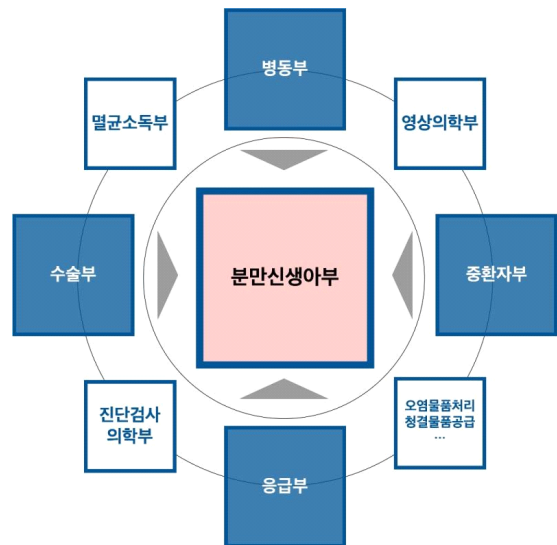 병동부
멸균소독부
영상의학부
수술부
분만신생아부
중환자부
진단검사
의학부
오염물품처리
청결물품공급
...
응급부